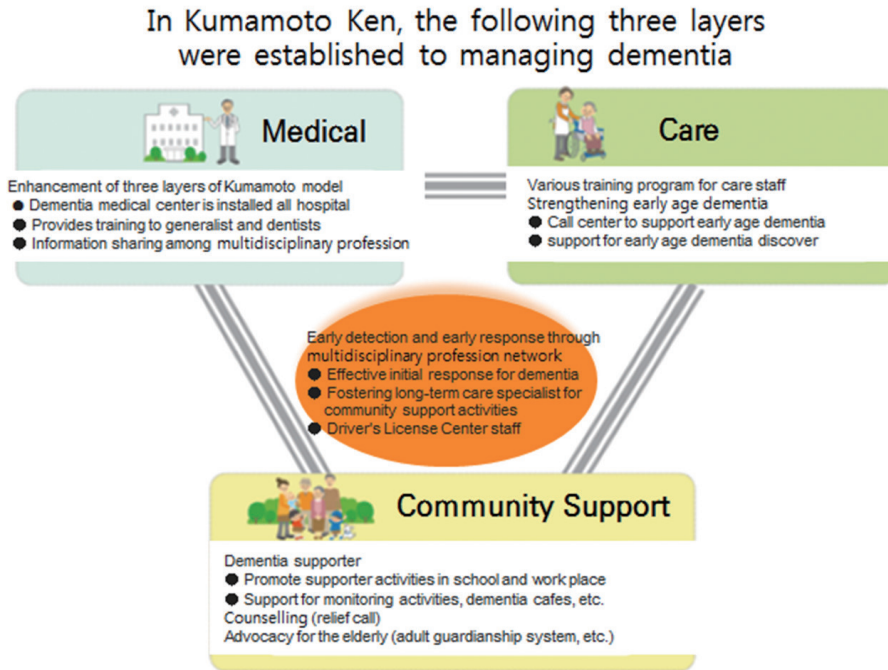 In Kumamoto Ken, the following three layers
were established to managing dementia
Medical
Enhancement of three layers of Kumamoto model
● Dementia medical center is installed all hospital
● Provides training to generalist and dentists
● Information sharing among multidisciplinary profession
Care
Various training program for care staff
Strengthening early age dementia
● Call center to support early age dementia
● support for early age dementia discover
Early detection and early response through
multidisciplinary profession network
● Effective initial response for dementia
● Fostering long-term care specialist for
community support activities
● Driver's License Center staff
Community Support
Dementia supporter
● Promote supporter activities in school and work place
● Support for monitoring activities, dementia cafes, etc.
Counselling (relief call)
Advocacy for the elderly (adult guardianship system, etc.)